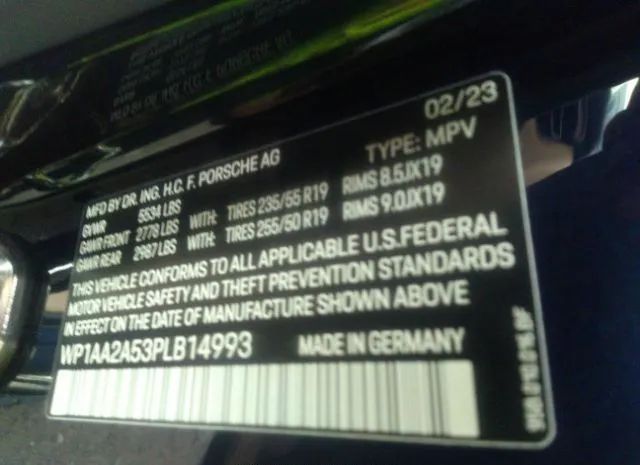 02/23
MFD BY DR. ING. H.C. F. PORSCHE AG TYPE: MPV
GVWR 5534 LBS
GAWR FRONT 2778 LBS WITH: TIRES 235/55 R19 RIMS 8.5JX19
GAWR REAR 2987 LBS WITH: TIRES 255/50 R19 RIMS 9.0JX19
THIS VEHICLE CONFORMS TO ALL APPLICABLE U.S.FEDERAL
MOTOR VEHICLE SAFETY AND THEFT PREVENTION STANDARDS
IN EFFECT ON THE DATE OF MANUFACTURE SHOWN ABOVE
WP1AA2A53PLB14993 MADE IN GERMANY